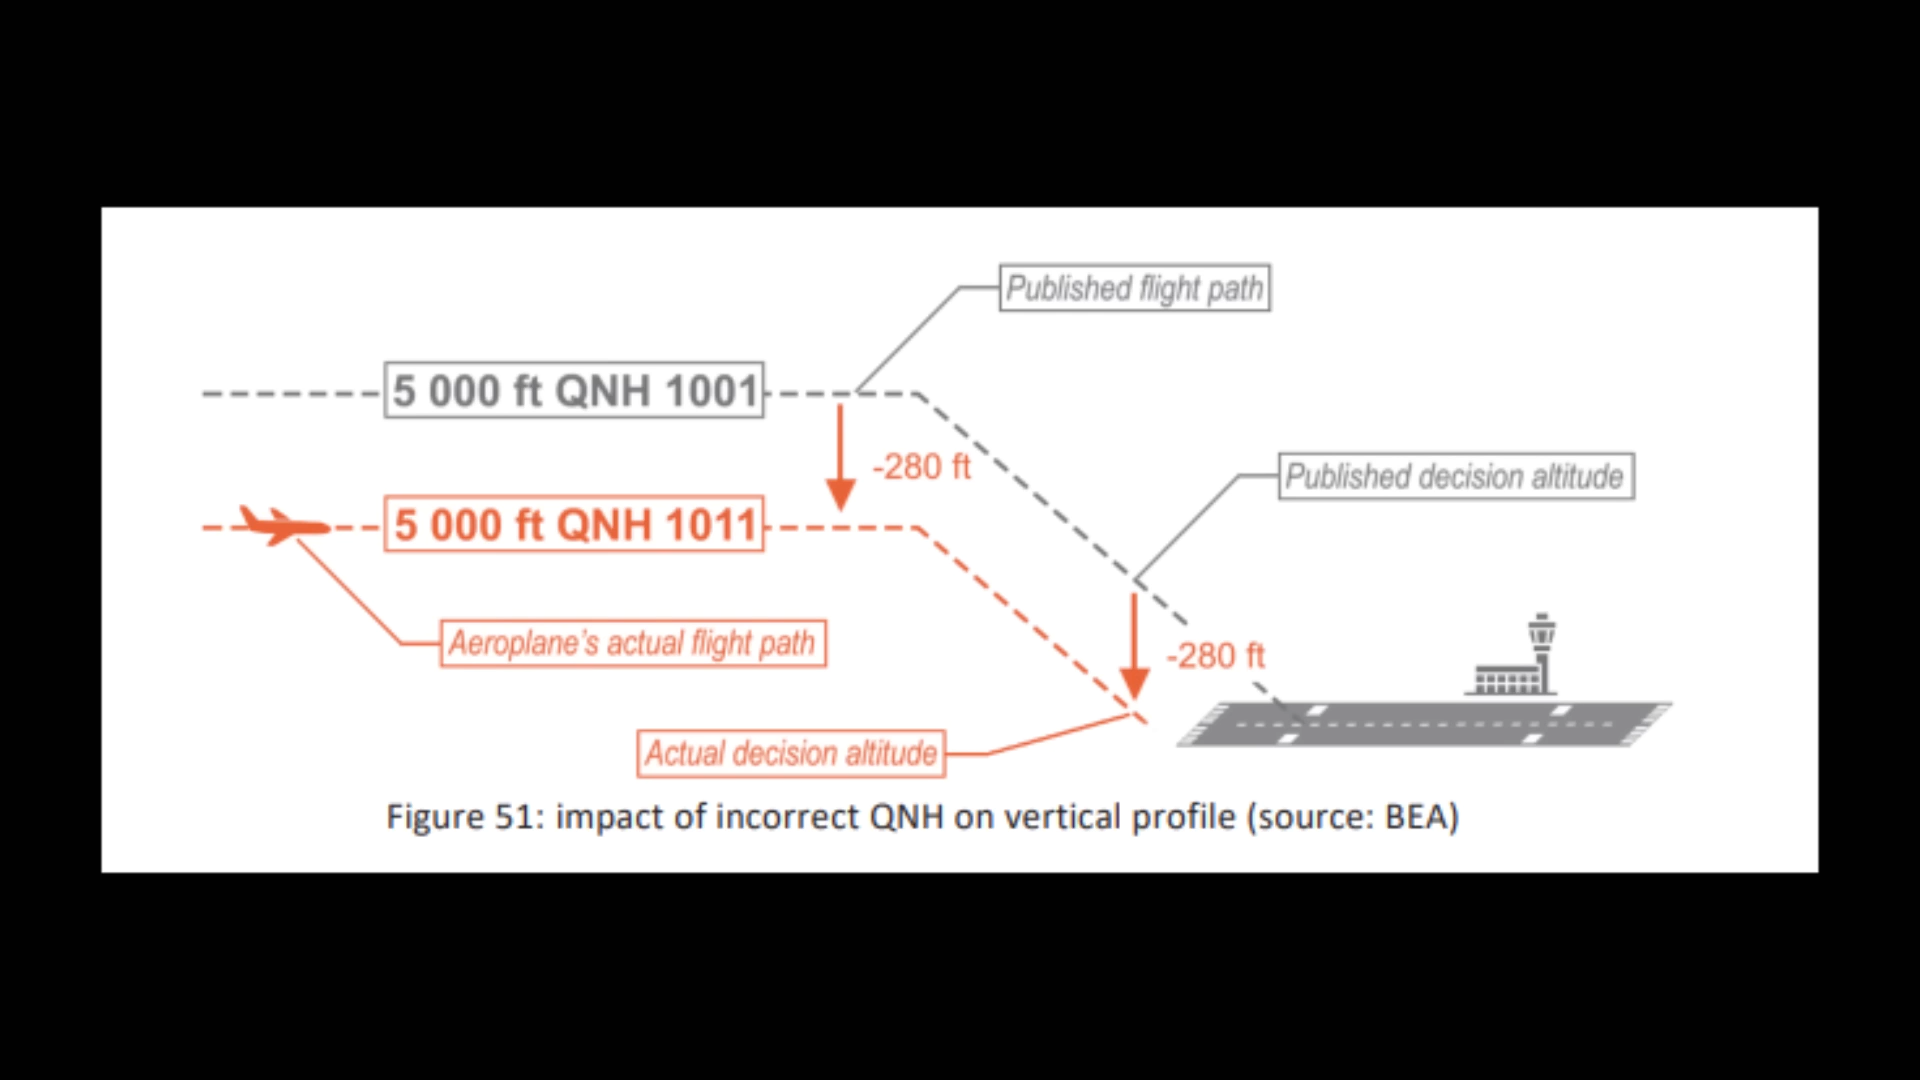 Published flight path
5 000 ft QNH 1001
-280 ft
Published decision altitude
5 000 ft QNH 1011
Aeroplane's actual flight path
-280 ft
Actual decision altitude
Figure 51: impact of incorrect QNH on vertical profile (source: BEA)